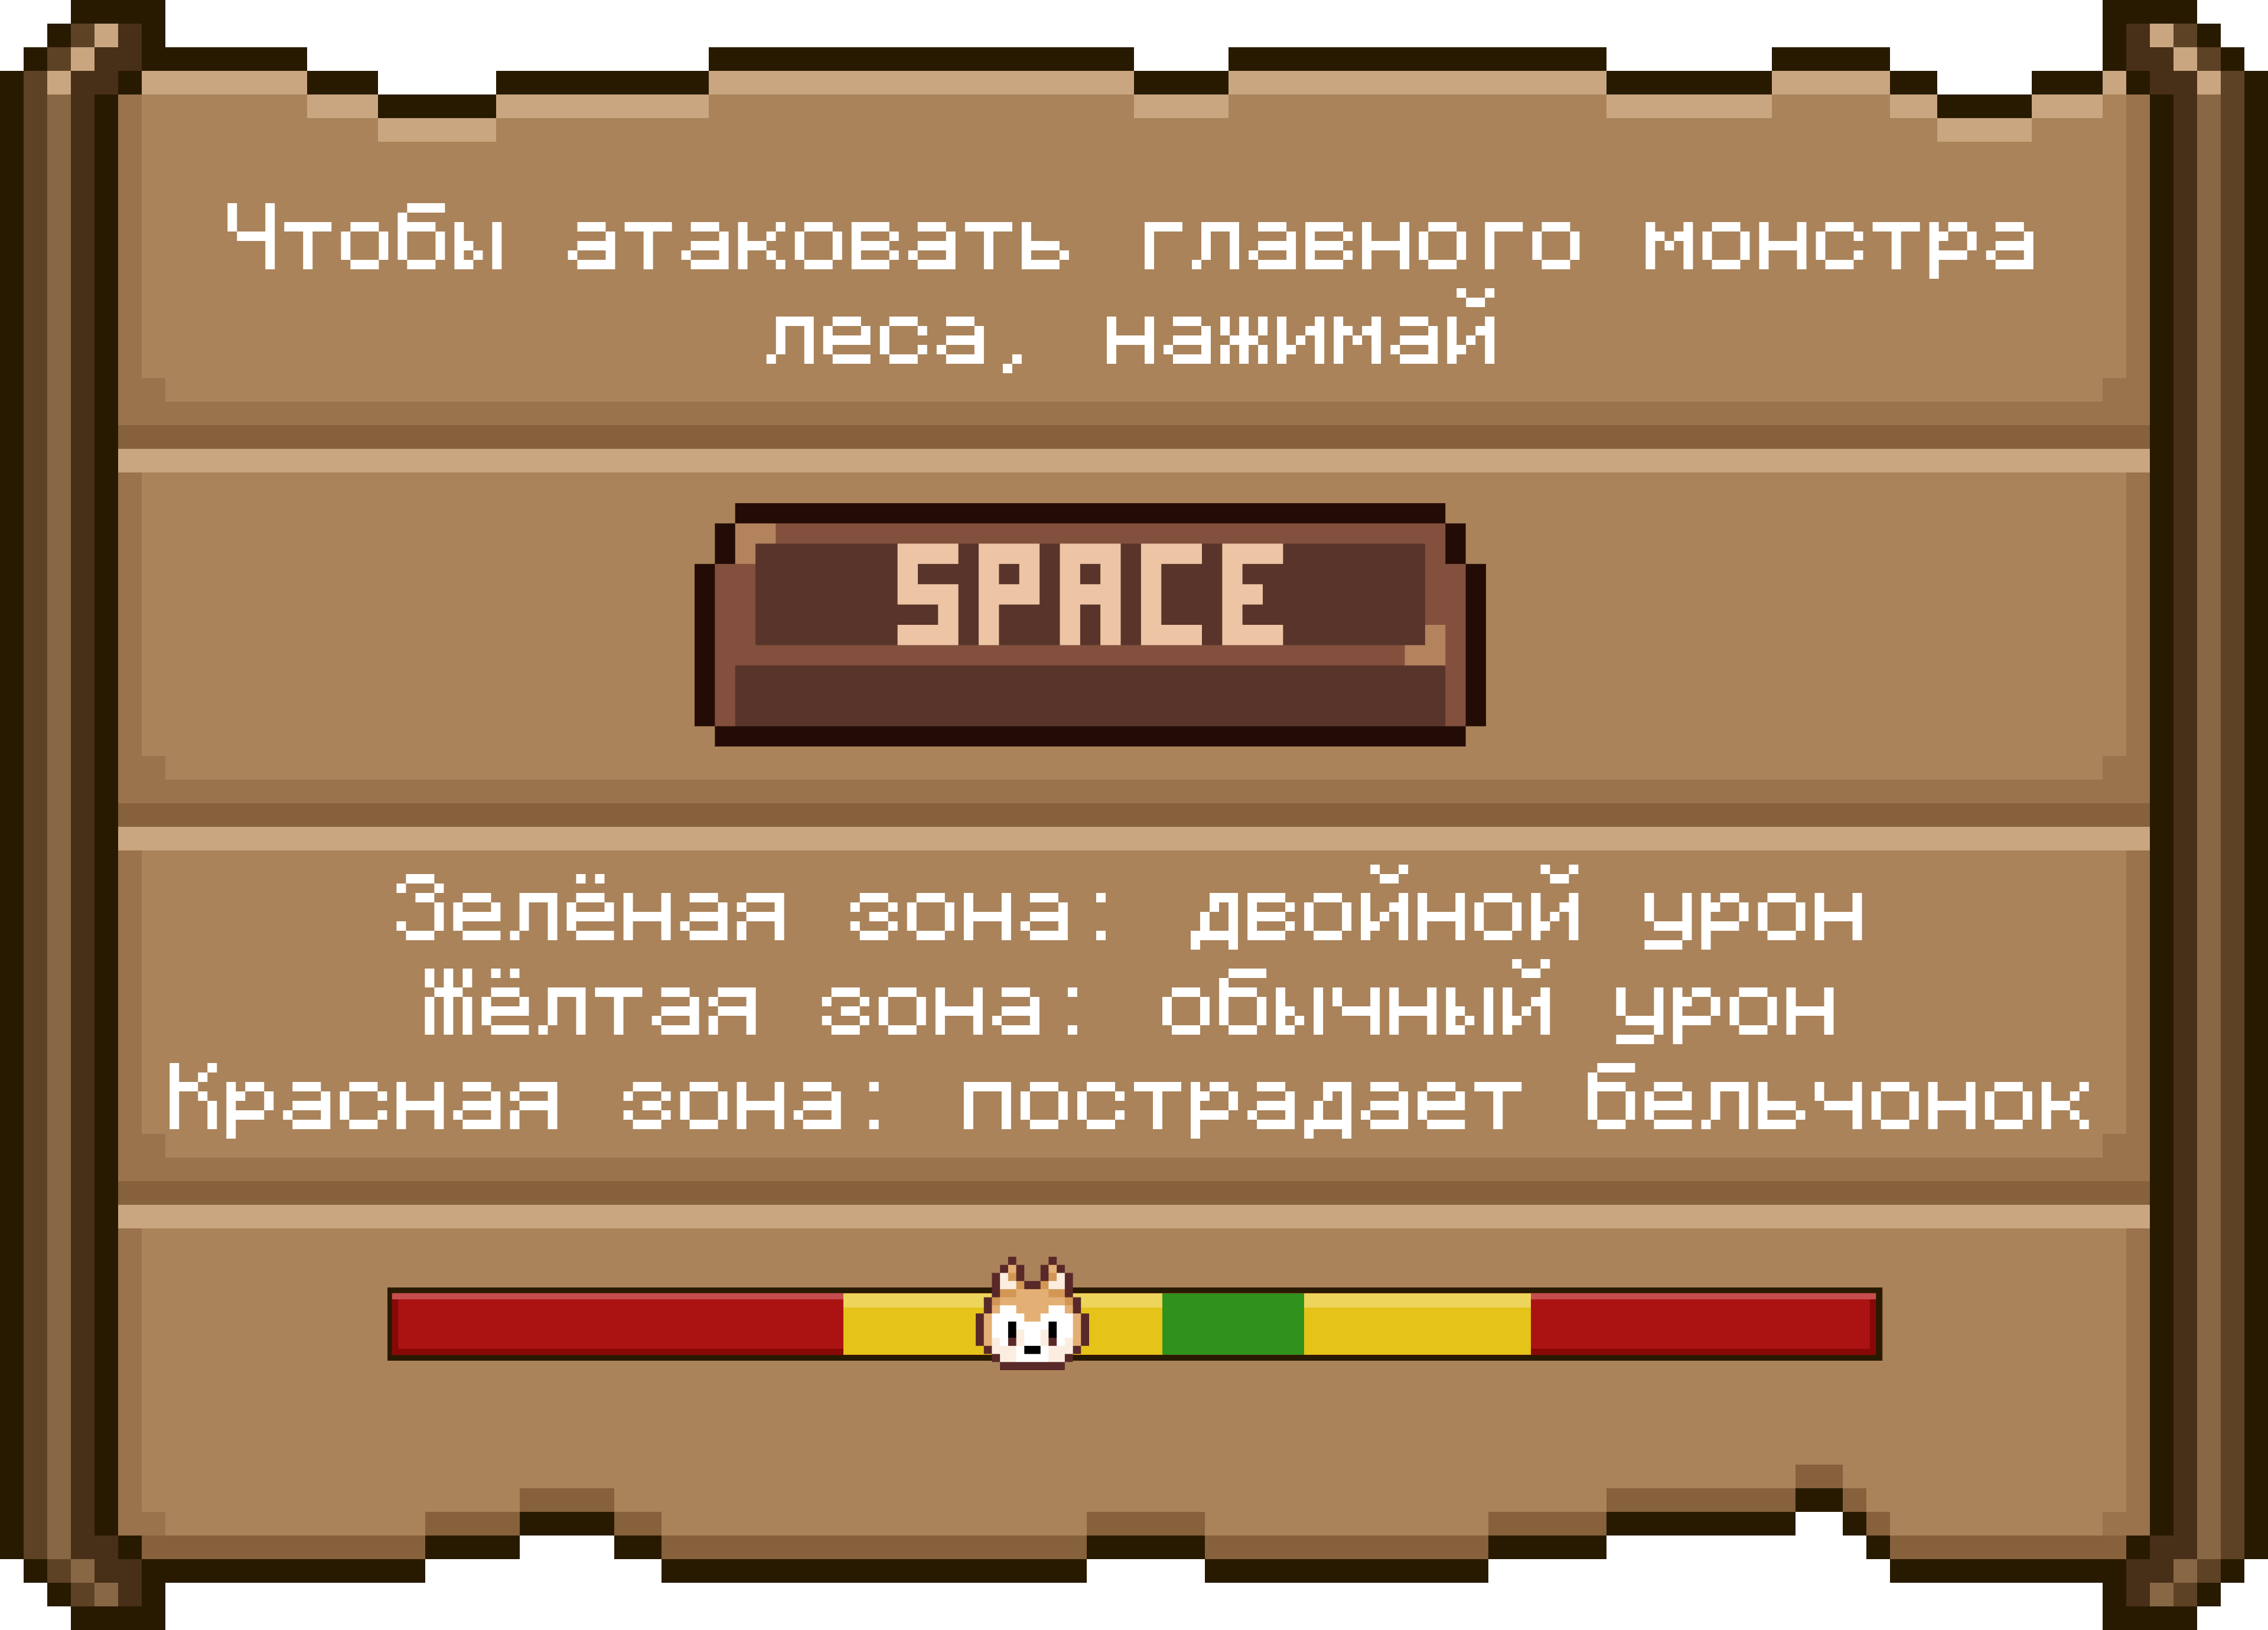 Чтобы атаковать главного монстра
леса, нажимай
SPACE
Зелёная зона: двойной урон
Жёлтая зона: обычный урон
Красная зона: пострадает бельчонок